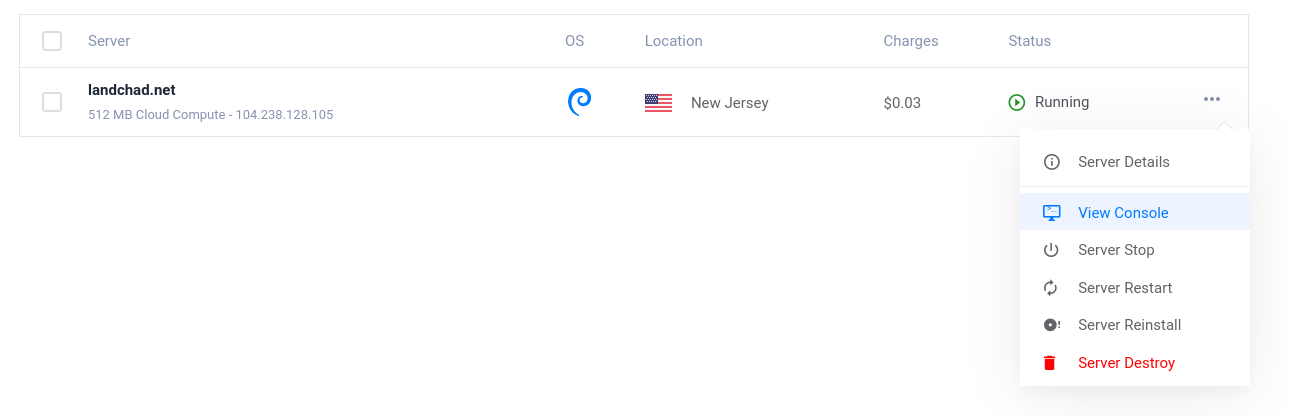 Server OS Location Charges Status
landchad.net
512 MB Cloud Compute - 104.238.128.105
New Jersey $0.03 Running
Server Details
View Console
Server Stop
Server Restart
Server Reinstall
Server Destroy